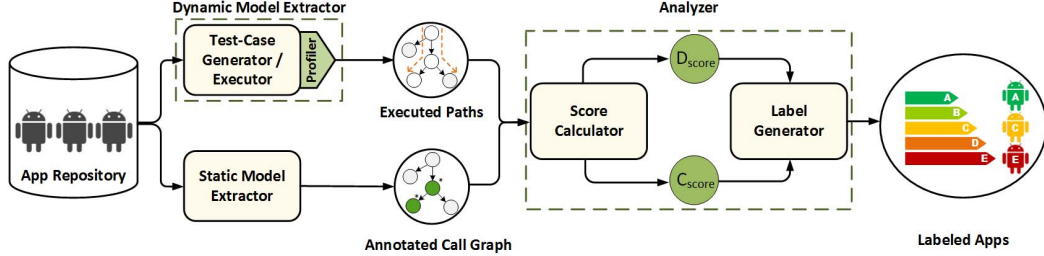 Dynamic Model Extractor
Analyzer
Test-Case
Generator /
Executor
Profiler
Executed Paths
App Repository
Static Model
Extractor
*
*
Annotated Call Graph
Score
Calculator
Dscore
Cscore
Label
Generator
A
B
C
D
E
A
C
E
Labeled Apps